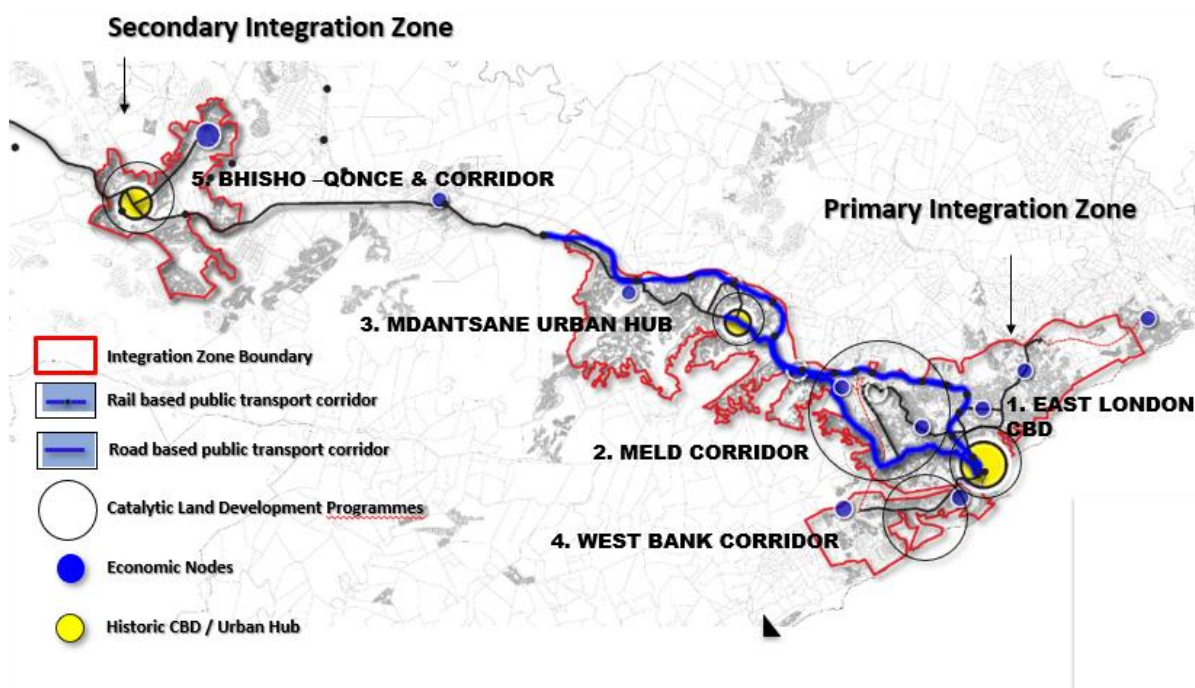 Secondary Integration Zone
5. BHISHO –QONCE & CORRIDOR
Primary Integration Zone
3. MDANTSANE URBAN HUB
1. EAST LONDON
CBD
2. MELD CORRIDOR
4. WEST BANK CORRIDOR
Integration Zone Boundary
Rail based public transport corridor
Road based public transport corridor
Catalytic Land Development Programmes
Economic Nodes
Historic CBD / Urban Hub